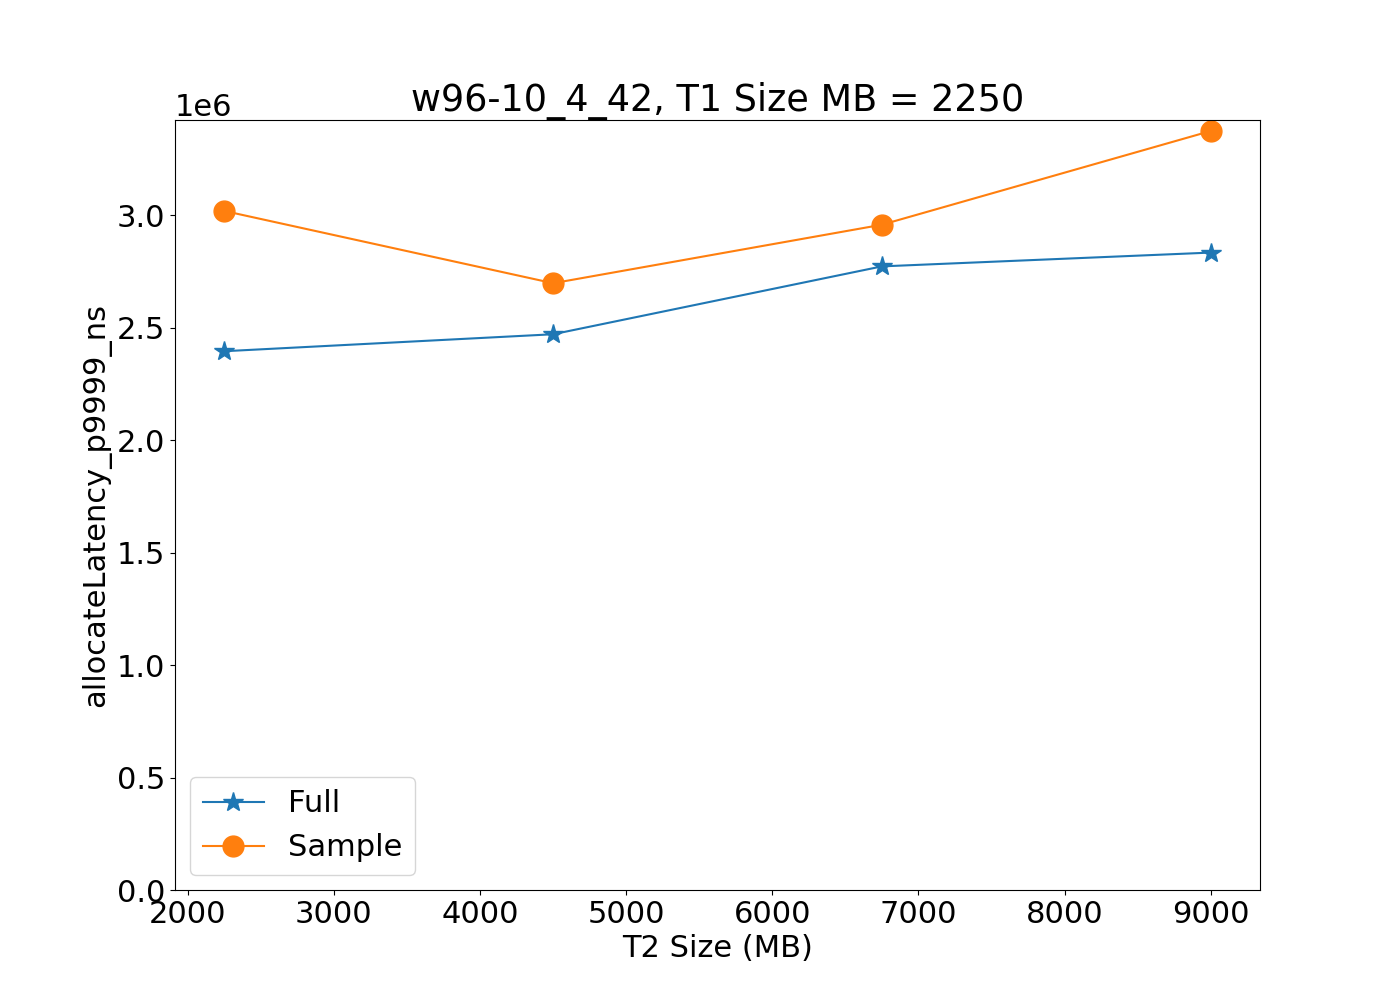 w96-10_4_42, T1 Size MB = 2250
1e6
3.0
2.5
2.0
1.5
1.0
0.5
0.0
allocateLatency_p9999_ns
Full
Sample
2000 3000 4000 5000 6000 7000 8000 9000
T2 Size (MB)